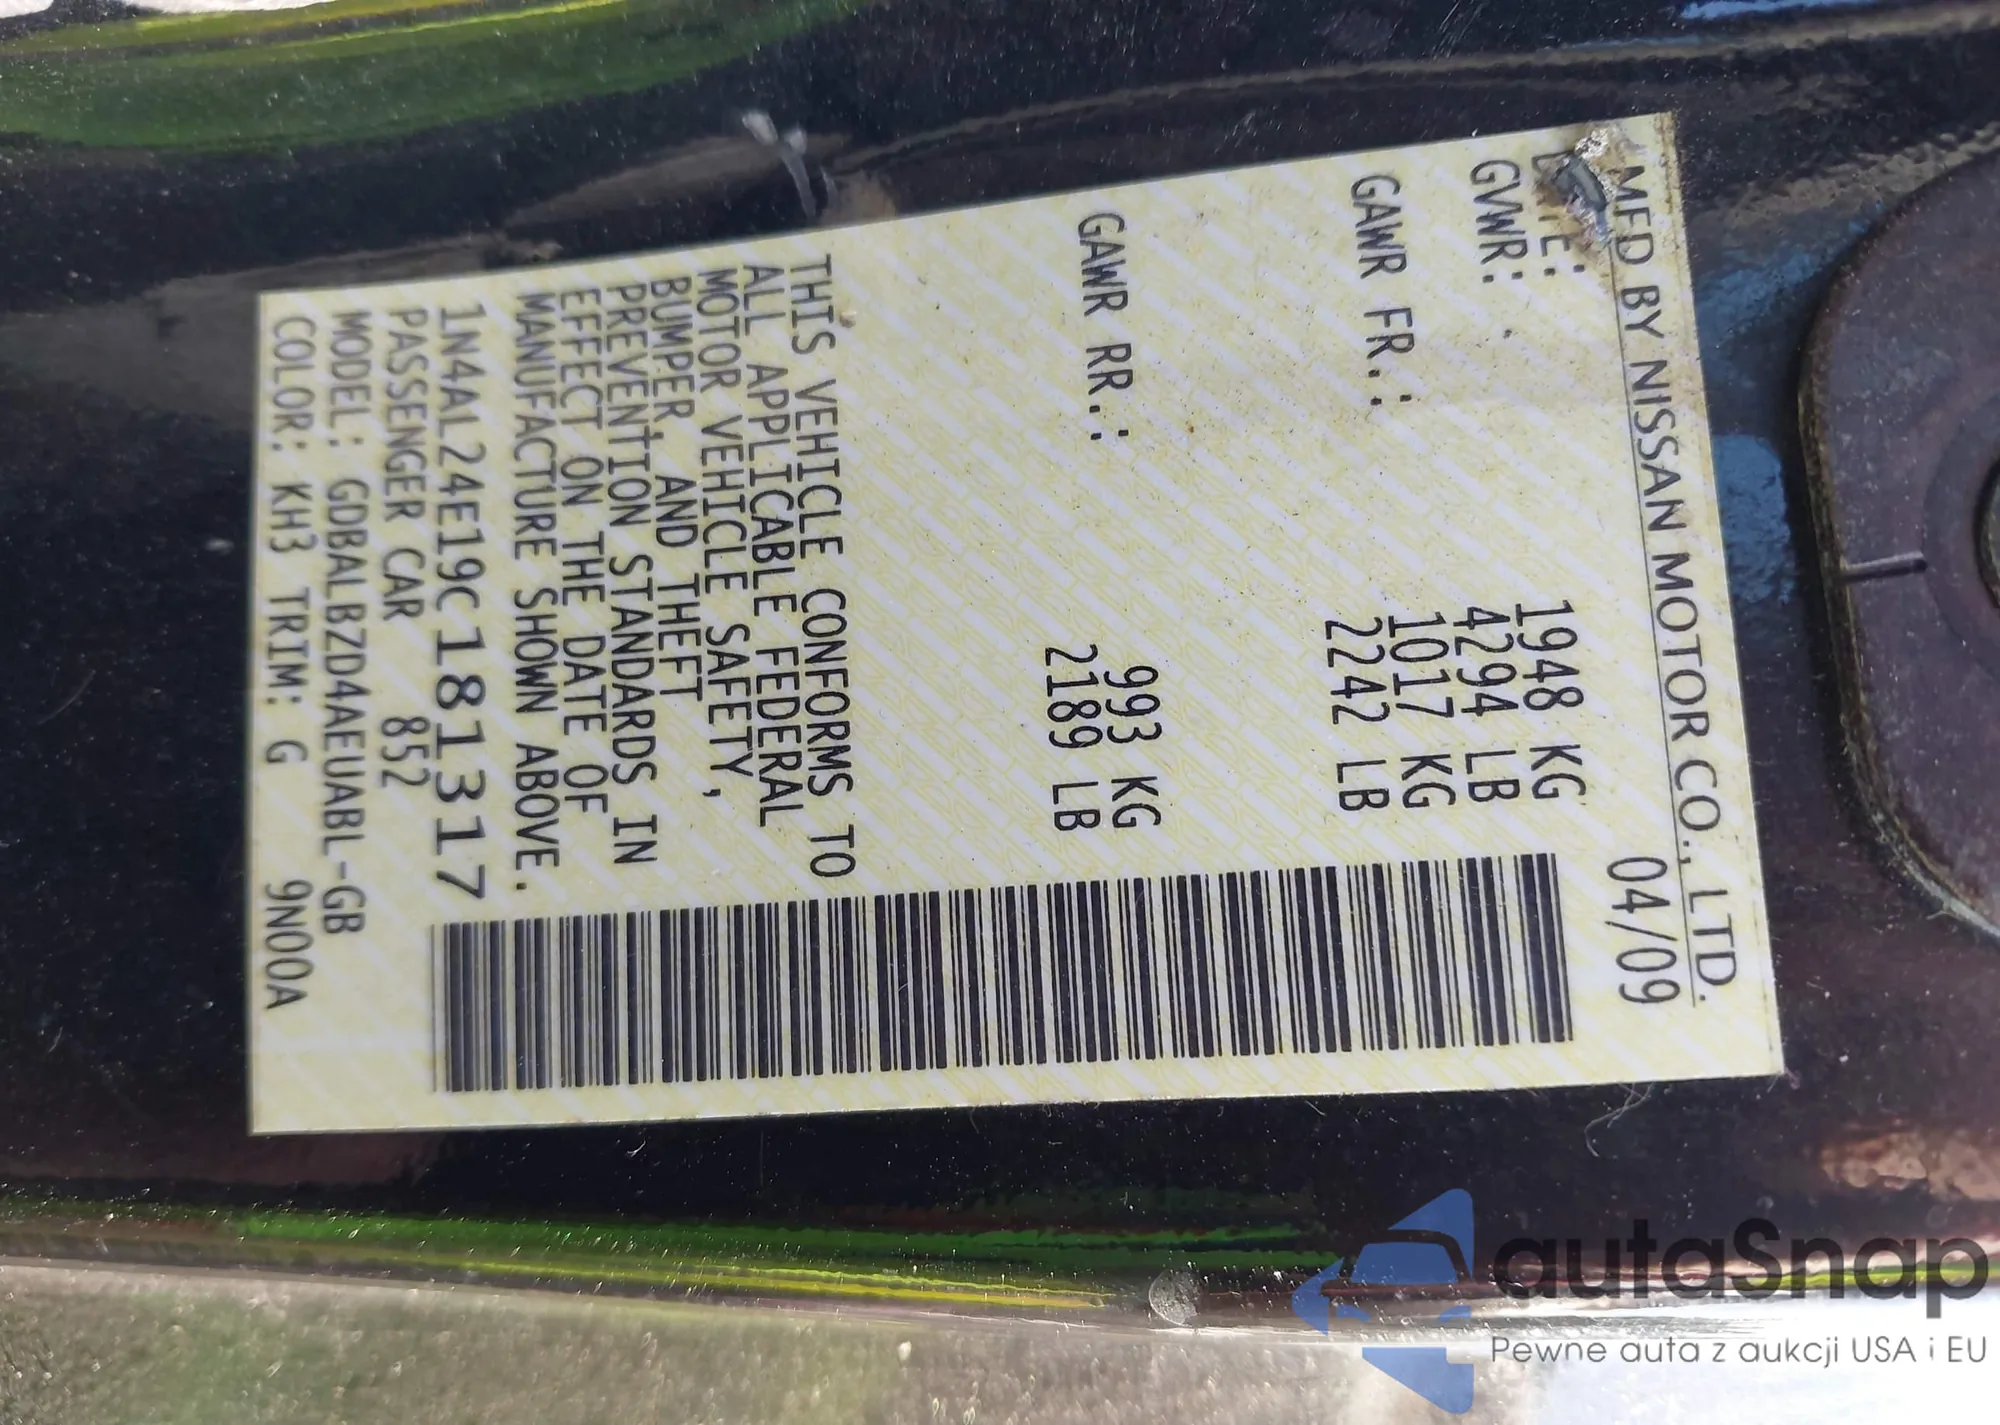 MFD BY NISSAN MOTOR CO., LTD.
DATE: 04/09
GVWR: 1948 KG
4294 LB
GAWR FR.: 1017 KG
2242 LB
GAWR RR.: 993 KG
2189 LB
THIS VEHICLE CONFORMS TO
ALL APPLICABLE FEDERAL
MOTOR VEHICLE SAFETY,
BUMPER, AND THEFT
PREVENTION STANDARDS IN
EFFECT ON THE DATE OF
MANUFACTURE SHOWN ABOVE.
1N4AL24E19C181317
PASSENGER CAR 852
MODEL: GDBALBZD4AEUABL-GB
COLOR: KH3 TRIM: G 9N00A
autaSnap
Pewne auta z aukcji USA i EU